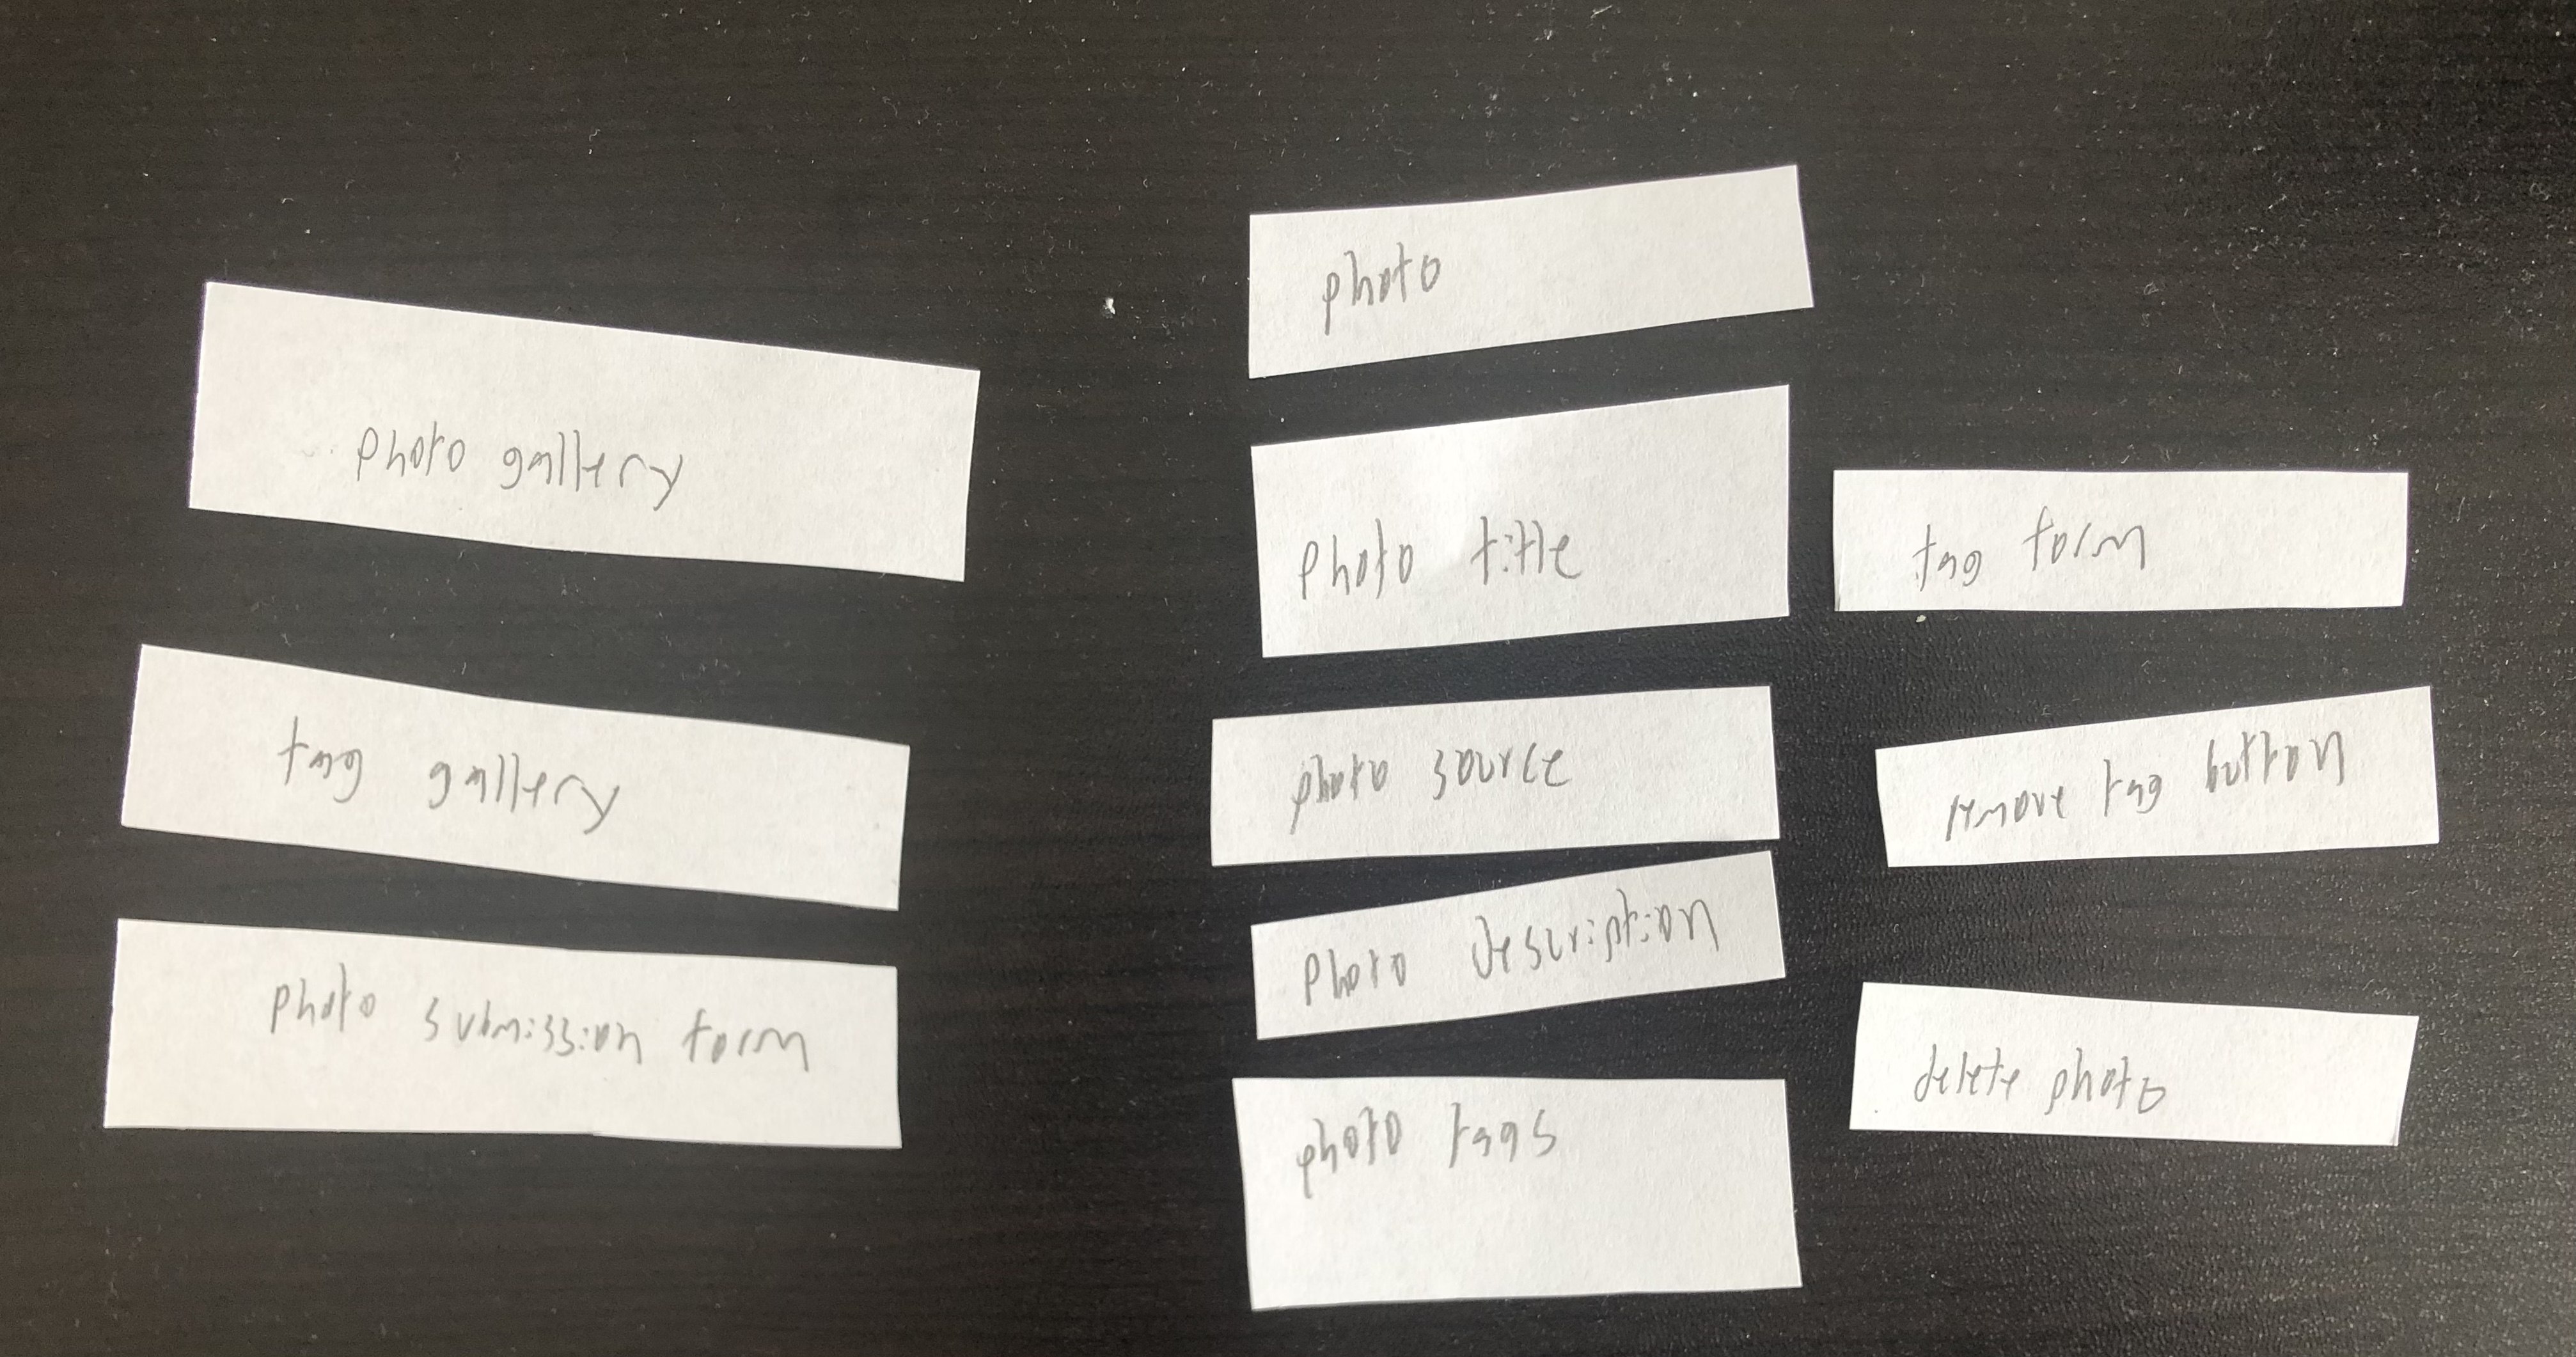 photo gallery
tag gallery
photo submission form
photo
photo title
photo source
photo description
photo tags
tag form
remove tag button
delete photo